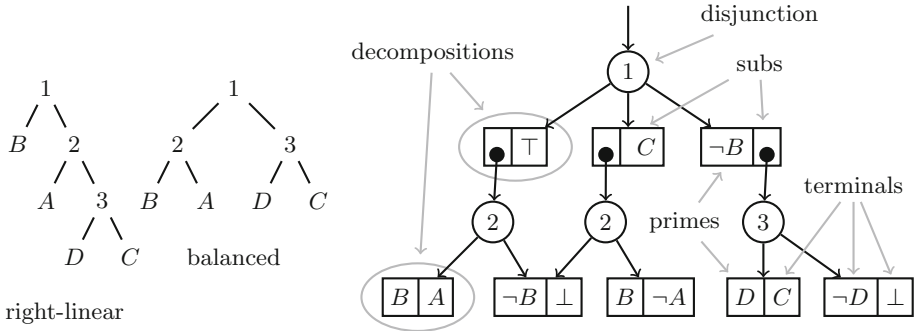 disjunction
decompositions
subs
1
1
1
B 2
2 3
⊤ C ¬B
A 3
B A D C
terminals
D C
balanced
2 2 primes 3
right-linear
B A ¬B ⊥ B ¬A D C ¬D ⊥